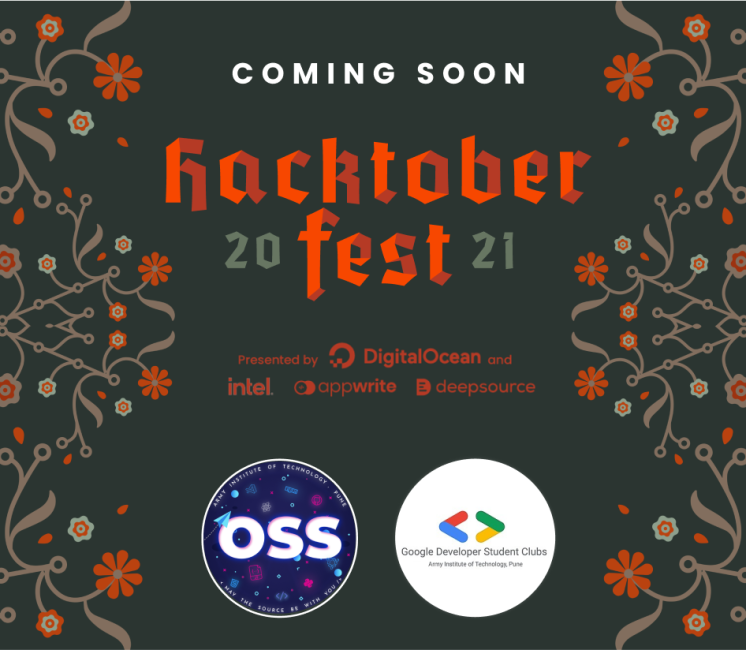 COMING SOON
hacktober
20 fest 21
Presented by DigitalOcean and
intel. appwrite deepsource
ARMY INSTITUTE OF TECHNOLOGY PUNE
OSS
MAY THE SOURCE BE WITH YOU
Google Developer Student Clubs
Army Institute of Technology, Pune